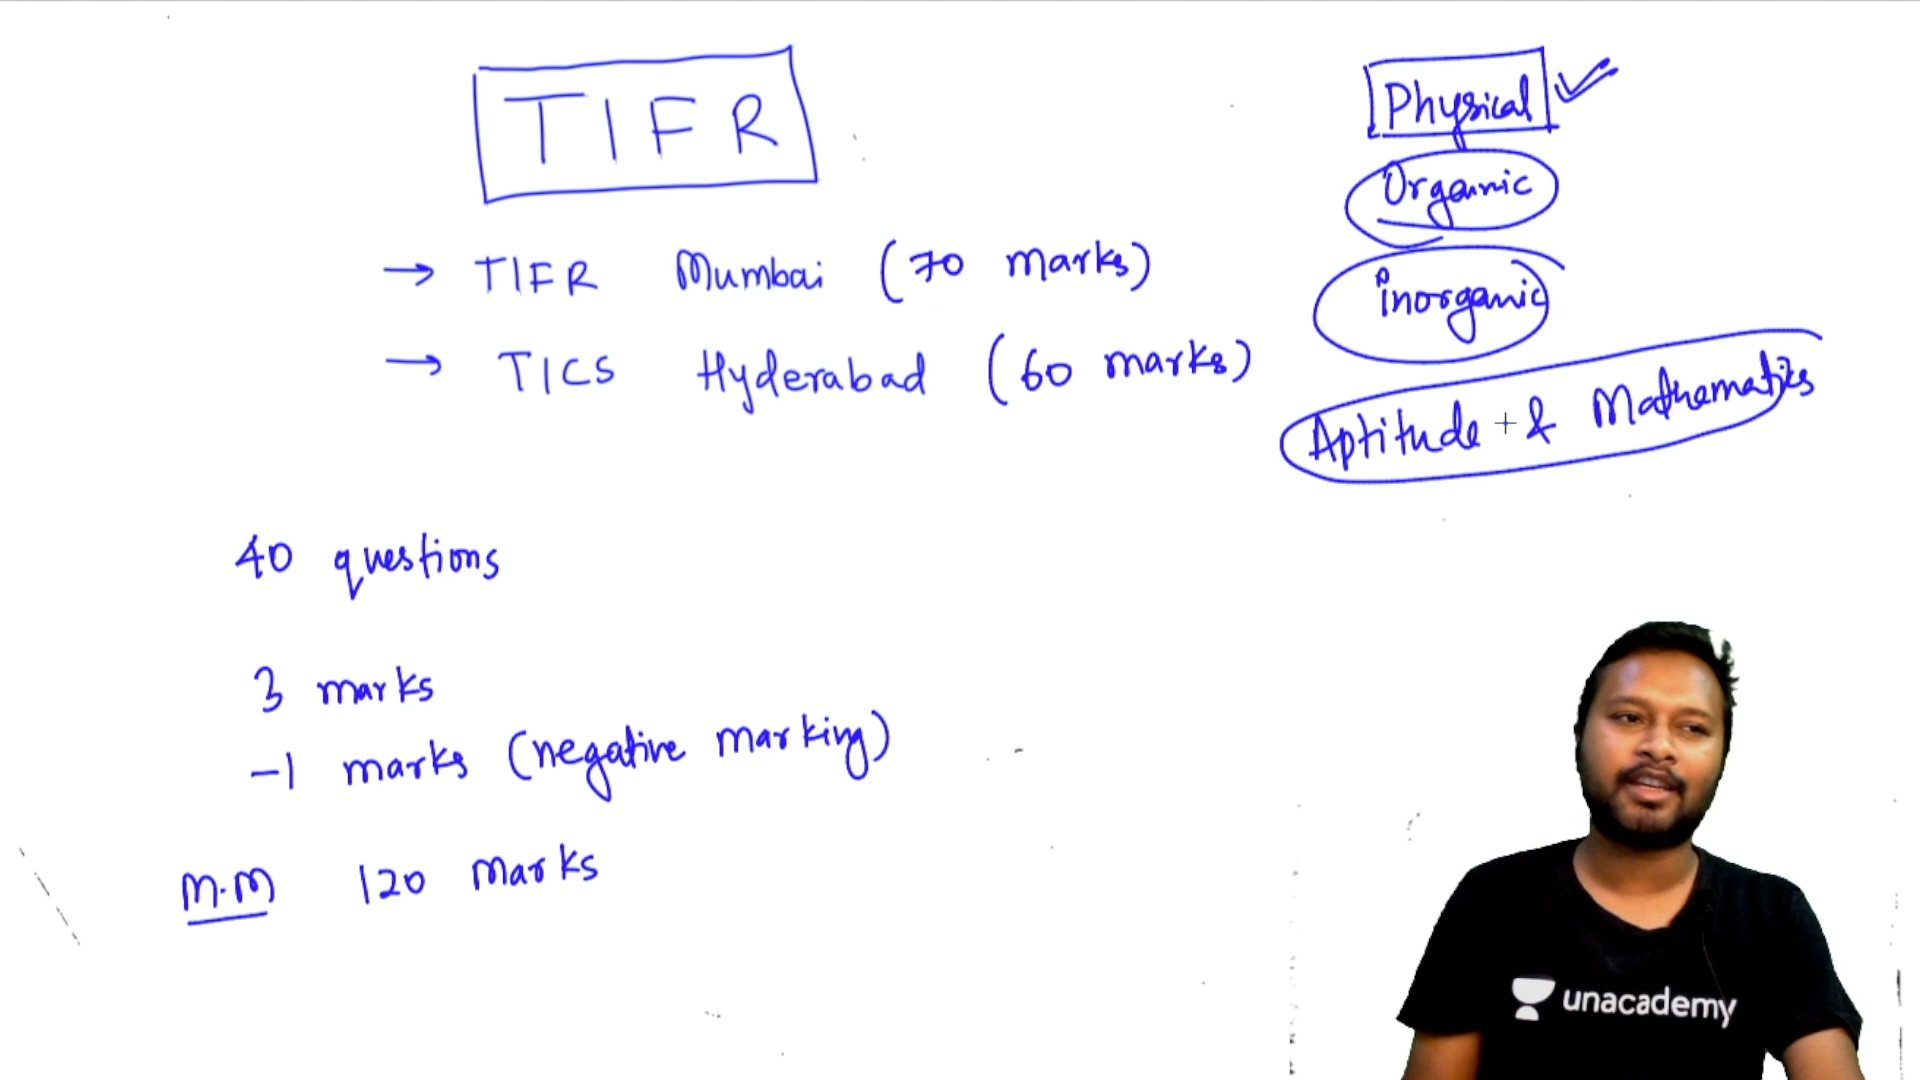 TIFR
→ TIFR Mumbai (70 marks)
→ TICS Hyderabad (60 marks)
40 questions
3 marks
-1 marks (negative marking)
M.M 120 Marks
Physical
Organic
inorganic
Aptitude & Mathematics
unacademy